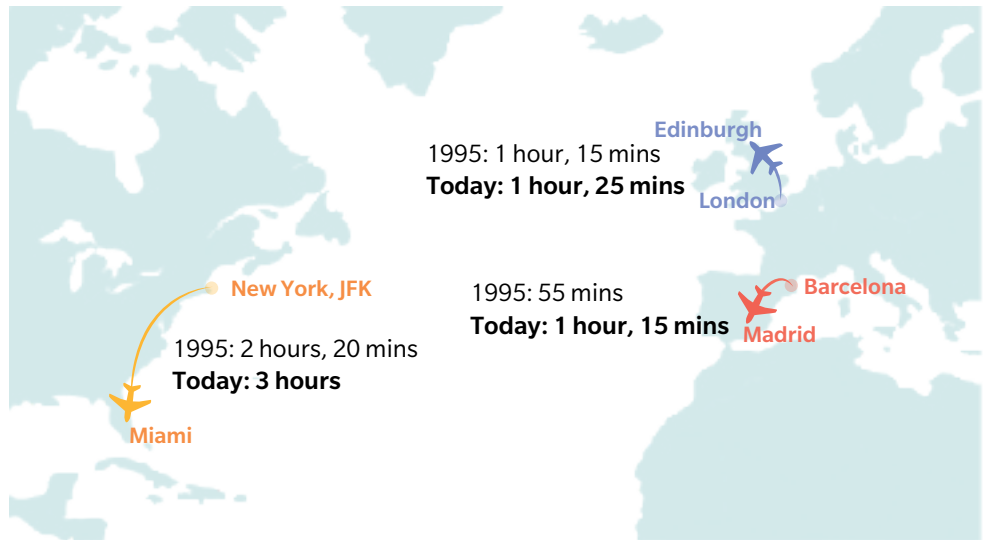 Edinburgh
1995: 1 hour, 15 mins
Today: 1 hour, 25 mins
London
New York, JFK
1995: 2 hours, 20 mins
Today: 3 hours
Miami
Barcelona
1995: 55 mins
Today: 1 hour, 15 mins
Madrid